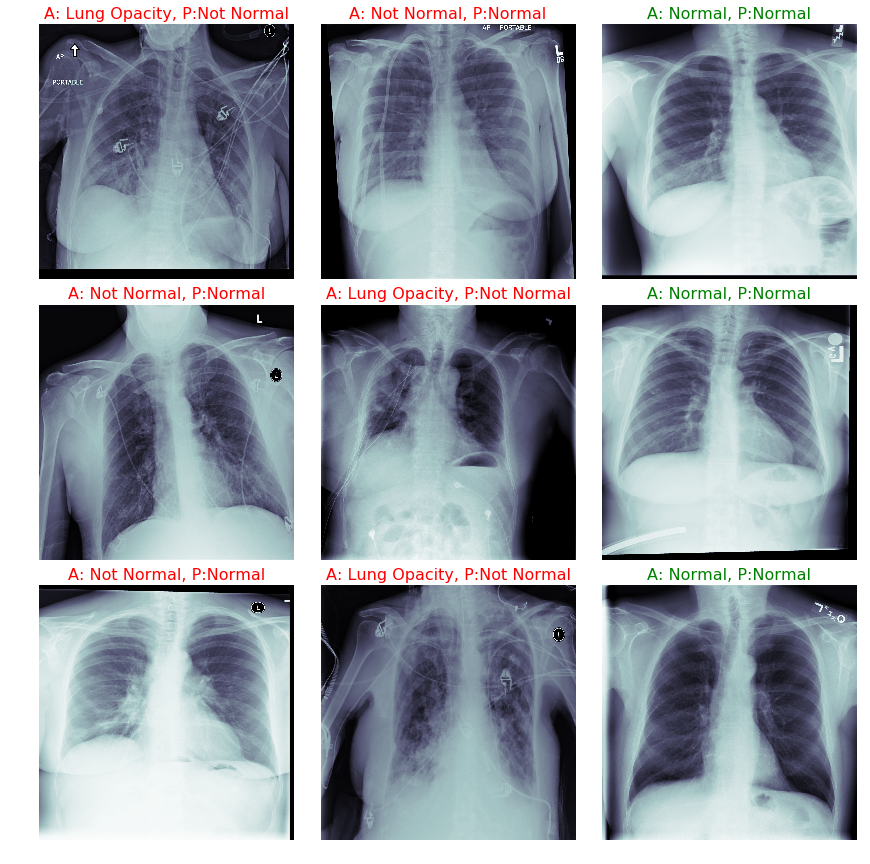 A: Lung Opacity, P:Not Normal
A: Not Normal, P:Normal
A: Normal, P:Normal
AP
PORTABLE
L
AP PORTABLE
L
A: Not Normal, P:Normal
A: Lung Opacity, P:Not Normal
A: Normal, P:Normal
L
L
L
A: Not Normal, P:Normal
A: Lung Opacity, P:Not Normal
A: Normal, P:Normal
L